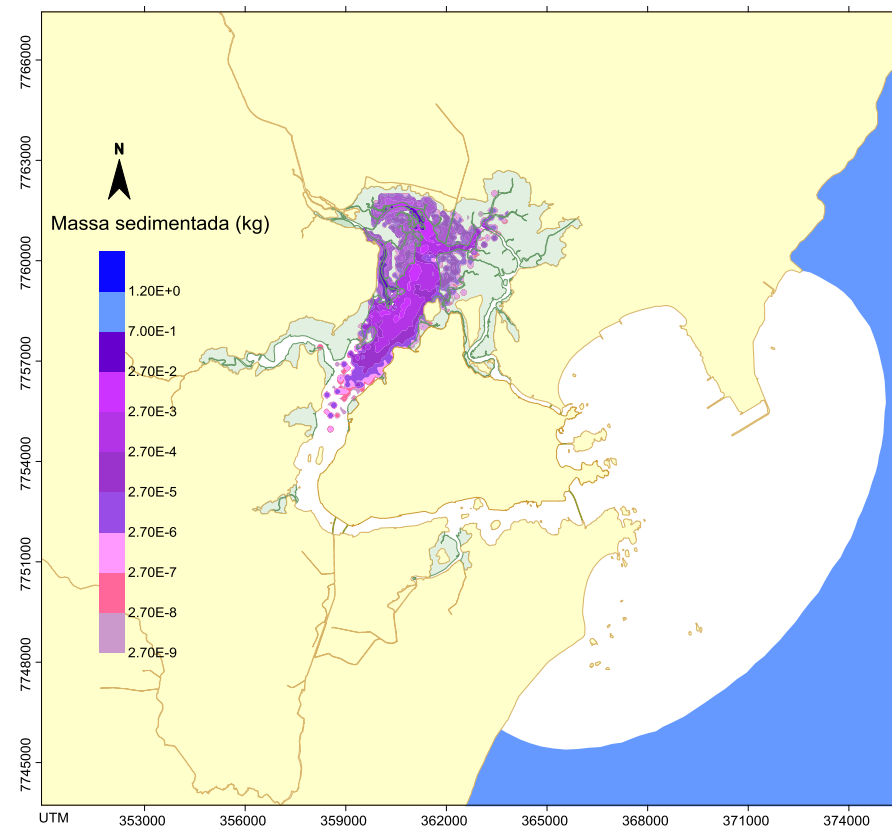 7766000
7763000
7760000
7757000
7754000
7751000
7748000
7745000
N
Massa sedimentada (kg)
1.20E+0
7.00E-1
2.70E-2
2.70E-3
2.70E-4
2.70E-5
2.70E-6
2.70E-7
2.70E-8
2.70E-9
UTM
353000
356000
359000
362000
365000
368000
371000
374000